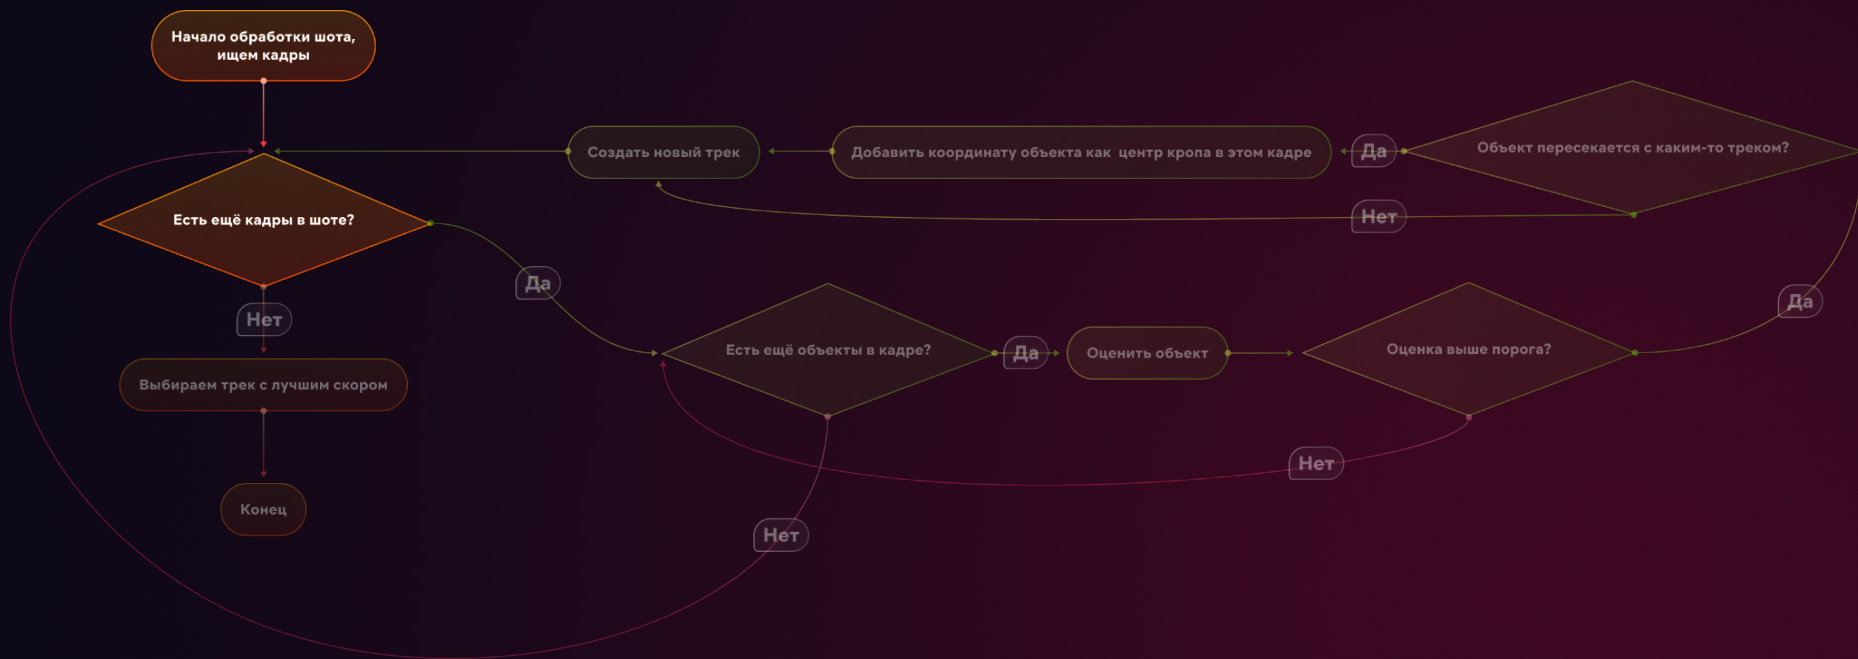 Начало обработки шота,
ищем кадры
Создать новый трек
Добавить координату объекта как центр кропа в этом кадре
Да
Объект пересекается с каким-то треком?
Нет
Есть ещё кадры в шоте?
Да
Да
Нет
Есть ещё объекты в кадре?
Да
Оценить объект
Оценка выше порога?
Выбираем трек с лучшим скором
Нет
Конец
Нет